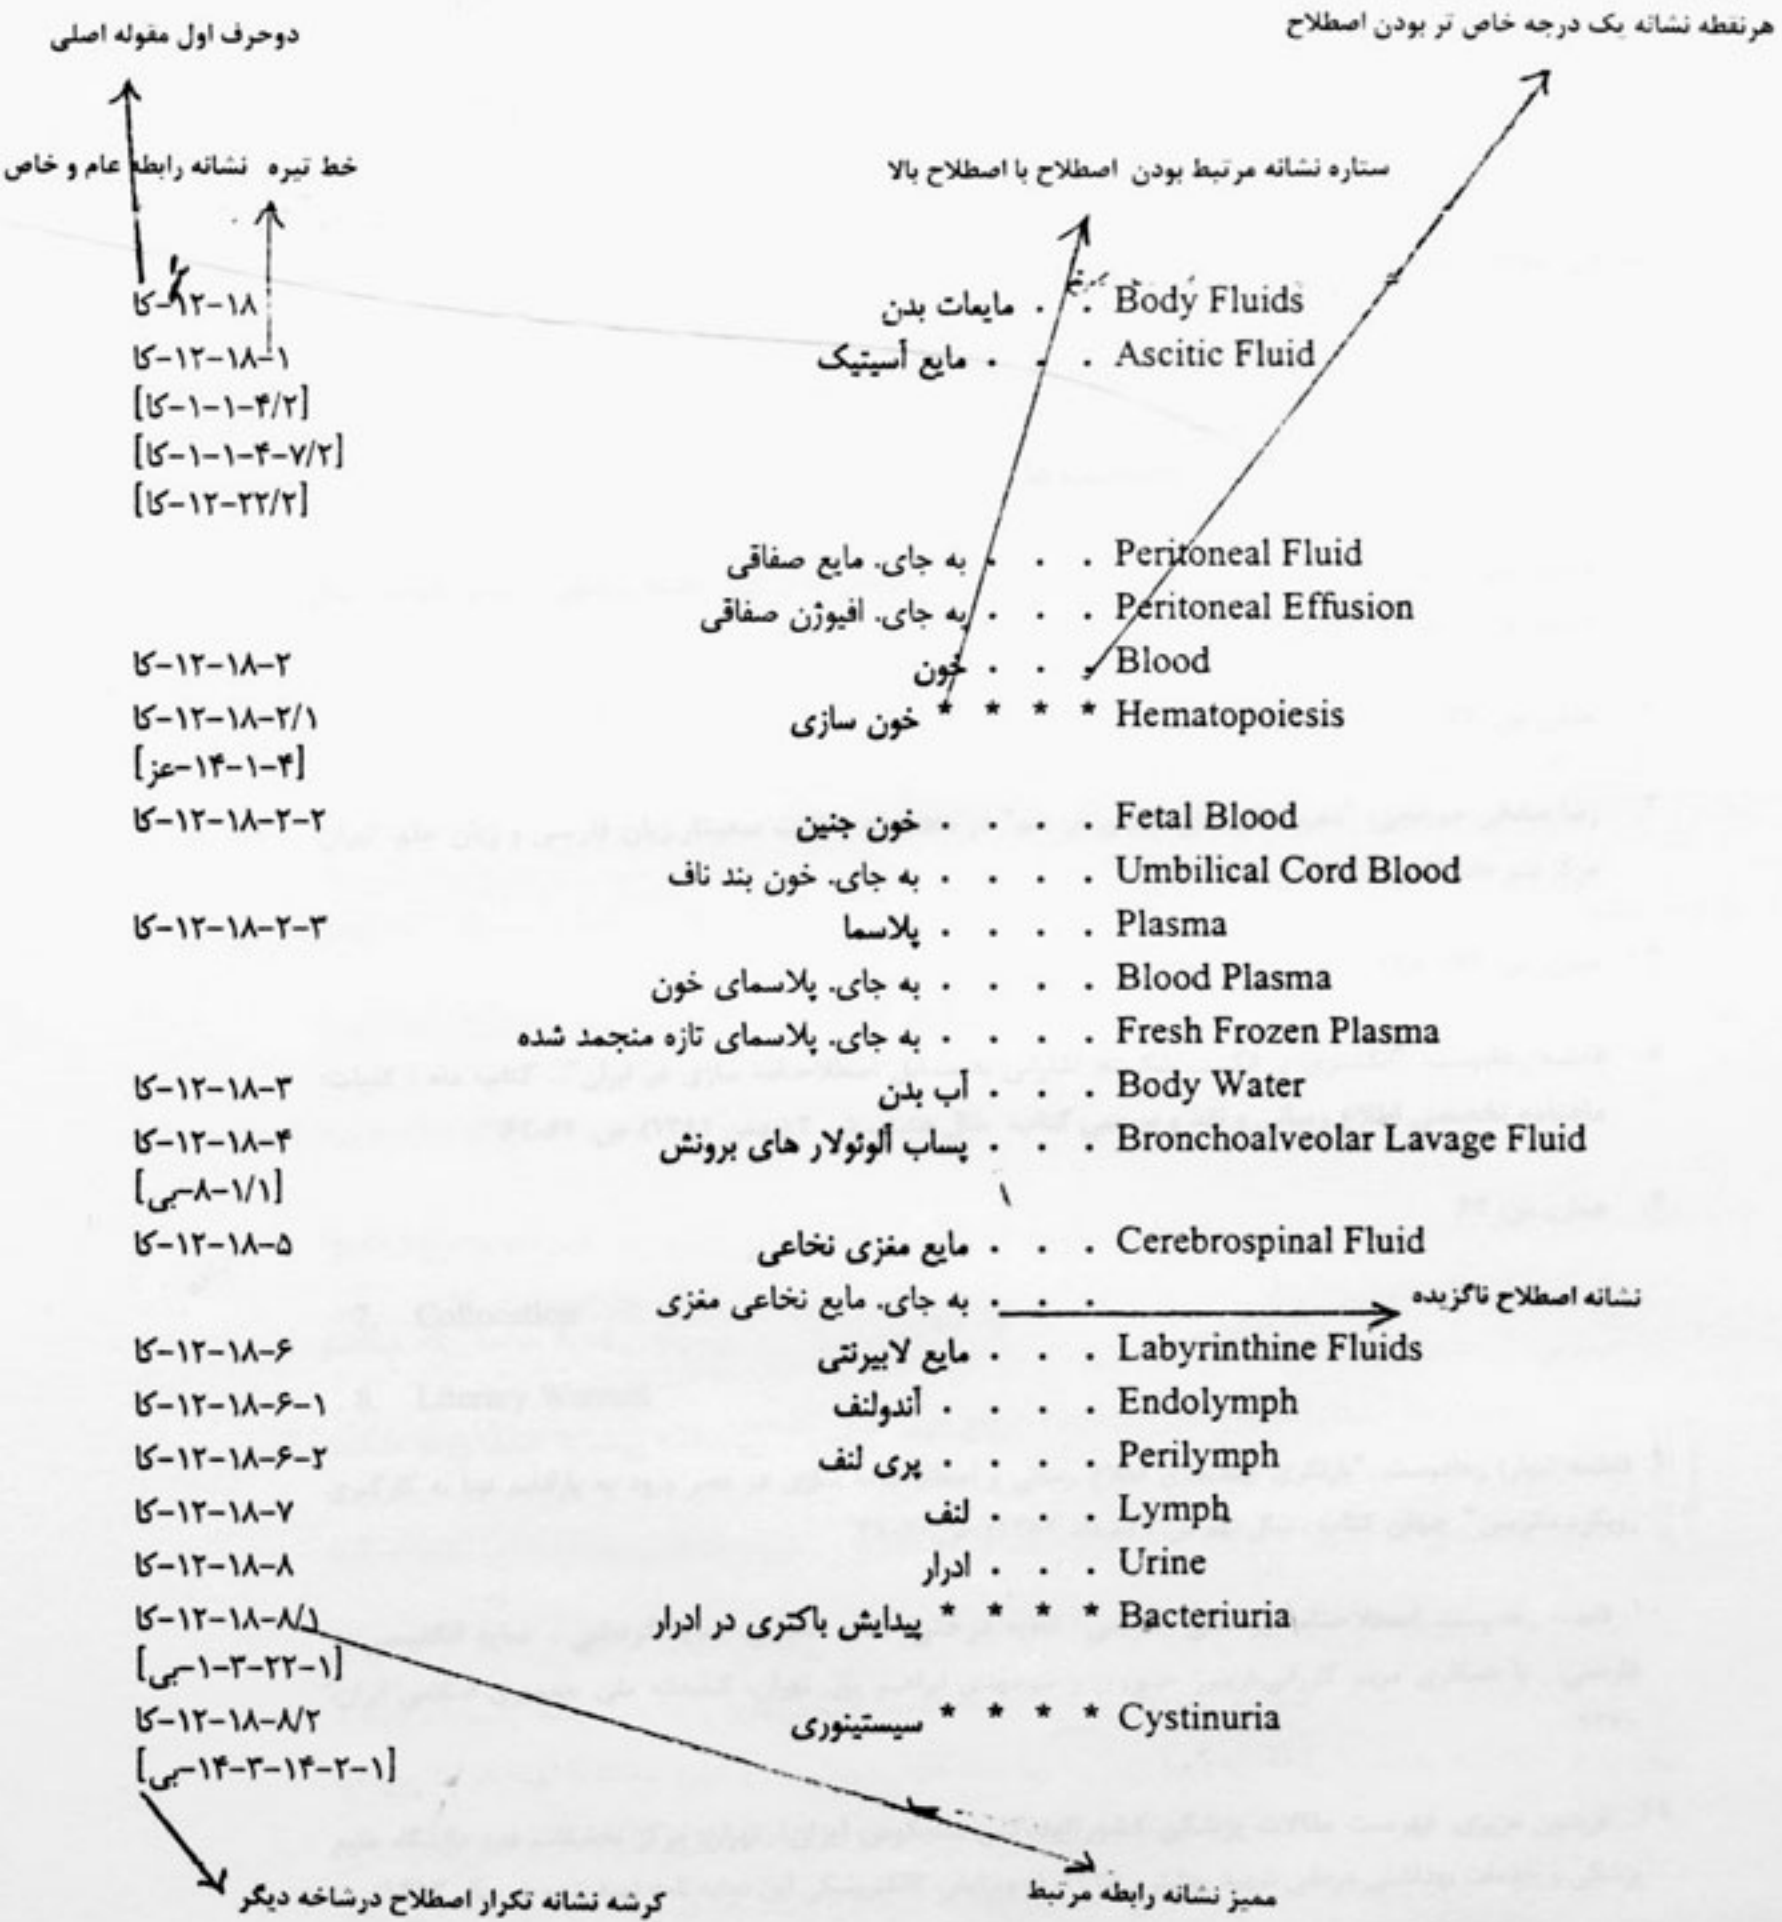 هرنقطه نشانه یک درجه خاص تر بودن اصطلاح
دوحرف اول مقوله اصلی
ستاره نشانه مرتبط بودن اصطلاح با اصطلاح بالا
خط تیره نشانه رابطه عام و خاص
Body Fluids . . مایعات بدن کا-۱۲-۱۸
Ascitic Fluid . . . مایع آسیتیک کا-۱۲-۱۸-۱
[کا-۱-۱-۴/۲]
[کا-۱-۱-۴-۷/۲]
[کا-۱۲-۲۲/۲]
Peritoneal Fluid . . . به جای. مایع صفاقی
Peritoneal Effusion . . . به جای. افیوژن صفاقی
Blood . . . خون کا-۱۲-۱۸-۲
Hematopoiesis * * * * خون سازی کا-۱۲-۱۸-۲/۱
[عز-۱۴-۱-۴]
Fetal Blood . . . . خون جنین کا-۱۲-۱۸-۲-۲
Umbilical Cord Blood . . . . به جای. خون بند ناف
Plasma . . . . پلاسما کا-۱۲-۱۸-۲-۳
Blood Plasma . . . . به جای. پلاسمای خون
Fresh Frozen Plasma . . . . به جای. پلاسمای تازه منجمد شده
Body Water . . . آب بدن کا-۱۲-۱۸-۳
Bronchoalveolar Lavage Fluid . . . پساب آلوئولار های برونش کا-۱۲-۱۸-۴
[بی-۸-۱/۱]
Cerebrospinal Fluid . . . مایع مغزی نخاعی کا-۱۲-۱۸-۵
نشانه اصطلاح ناگزیده . . . به جای. مایع نخاعی مغزی
Labyrinthine Fluids . . . مایع لابیرنتی کا-۱۲-۱۸-۶
Endolymph . . . . آندولنف کا-۱۲-۱۸-۶-۱
Perilymph . . . . پری لنف کا-۱۲-۱۸-۶-۲
Lymph . . . لنف کا-۱۲-۱۸-۷
Urine . . . ادرار کا-۱۲-۱۸-۸
Bacteriuria * * * * پیدایش باکتری در ادرار کا-۱۲-۱۸-۸/۱
[بی-۱-۳-۲۲-۱]
Cystinuria * * * * سیستینوری کا-۱۲-۱۸-۸/۲
[بی-۱۴-۳-۱۴-۲-۱]
ممیز نشانه رابطه مرتبط
کرشه نشانه تکرار اصطلاح درشاخه دیگر